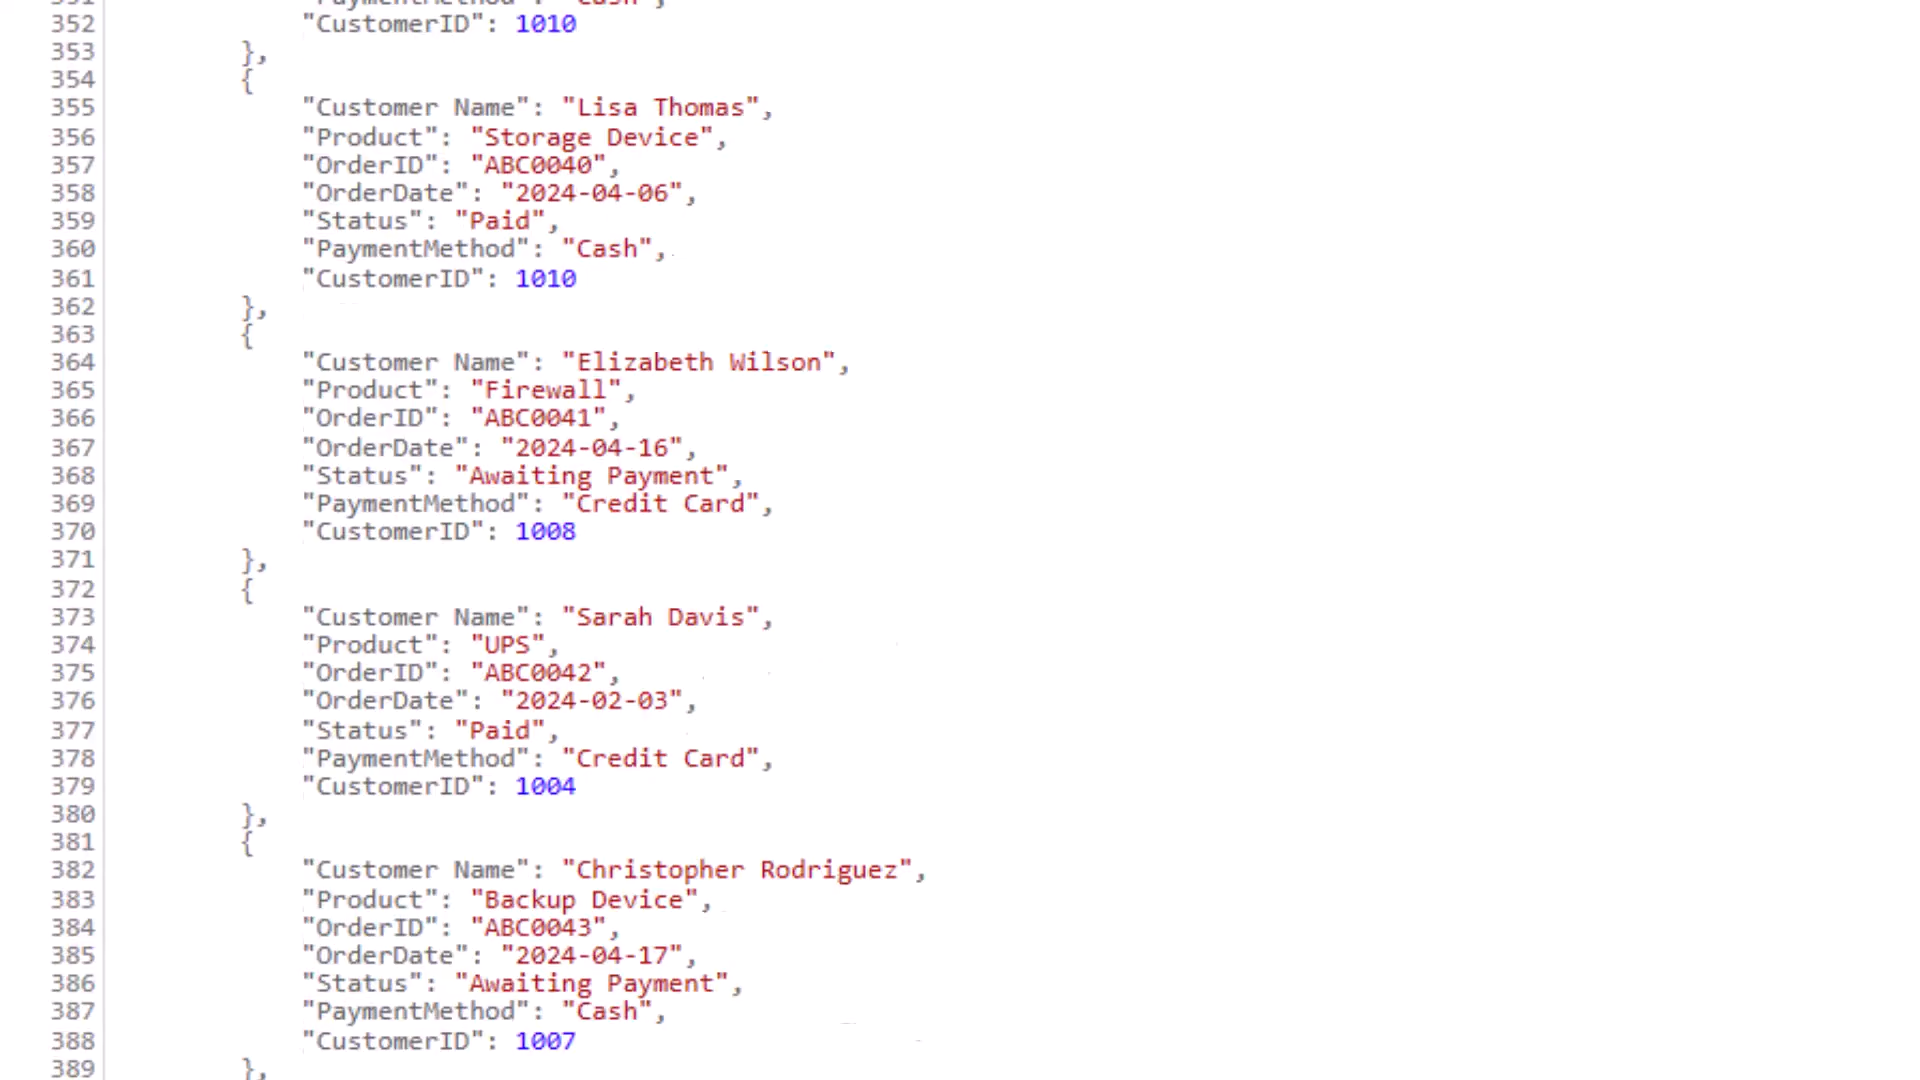 351 "PaymentMethod": "Cash",
352 "CustomerID": 1010
353 },
354 {
355 "Customer Name": "Lisa Thomas",
356 "Product": "Storage Device",
357 "OrderID": "ABC0040",
358 "OrderDate": "2024-04-06",
359 "Status": "Paid",
360 "PaymentMethod": "Cash",
361 "CustomerID": 1010
362 },
363 {
364 "Customer Name": "Elizabeth Wilson",
365 "Product": "Firewall",
366 "OrderID": "ABC0041",
367 "OrderDate": "2024-04-16",
368 "Status": "Awaiting Payment",
369 "PaymentMethod": "Credit Card",
370 "CustomerID": 1008
371 },
372 {
373 "Customer Name": "Sarah Davis",
374 "Product": "UPS",
375 "OrderID": "ABC0042",
376 "OrderDate": "2024-02-03",
377 "Status": "Paid",
378 "PaymentMethod": "Credit Card",
379 "CustomerID": 1004
380 },
381 {
382 "Customer Name": "Christopher Rodriguez",
383 "Product": "Backup Device",
384 "OrderID": "ABC0043",
385 "OrderDate": "2024-04-17",
386 "Status": "Awaiting Payment",
387 "PaymentMethod": "Cash",
388 "CustomerID": 1007
389 },